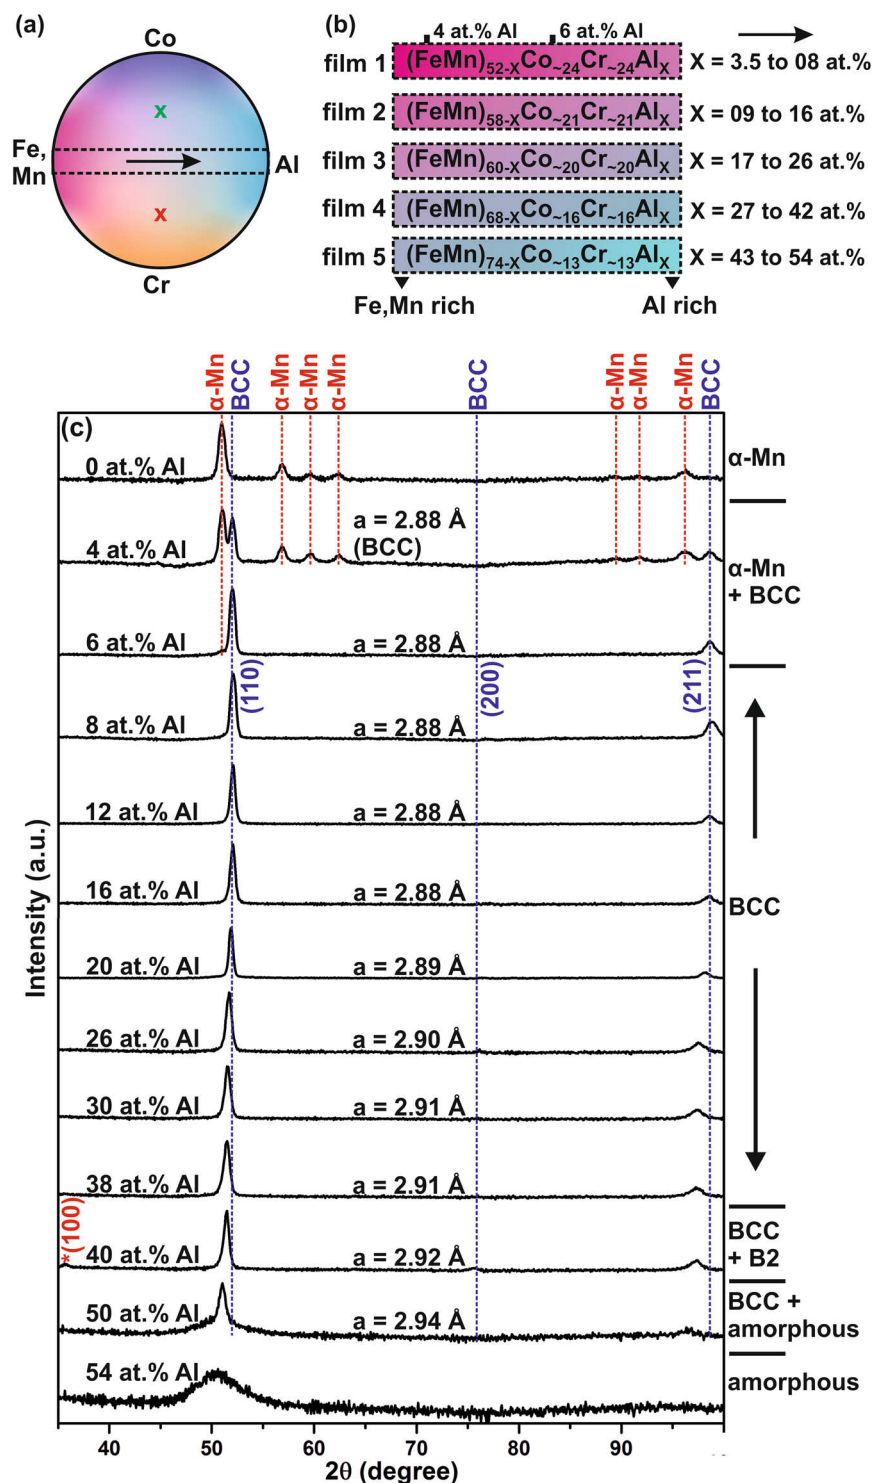 (a)
Co
Fe,
Mn
Al
Cr
x
x
(b)
4 at.% Al
6 at.% Al
film 1 (FeMn)52-XCo~24Cr~24AlX X = 3.5 to 08 at.%
film 2 (FeMn)58-XCo~21Cr~21AlX X = 09 to 16 at.%
film 3 (FeMn)60-XCo~20Cr~20AlX X = 17 to 26 at.%
film 4 (FeMn)68-XCo~16Cr~16AlX X = 27 to 42 at.%
film 5 (FeMn)74-XCo~13Cr~13AlX X = 43 to 54 at.%
Fe,Mn rich
Al rich
α-Mn BCC α-Mn α-Mn α-Mn BCC α-Mn α-Mn α-Mn BCC
(c)
0 at.% Al
α-Mn
4 at.% Al
a = 2.88 Å
(BCC)
α-Mn
+ BCC
6 at.% Al
a = 2.88 Å
(110)
(200)
(211)
8 at.% Al
a = 2.88 Å
12 at.% Al
a = 2.88 Å
16 at.% Al
a = 2.88 Å
BCC
20 at.% Al
a = 2.89 Å
26 at.% Al
a = 2.90 Å
30 at.% Al
a = 2.91 Å
38 at.% Al
a = 2.91 Å
*(100)
40 at.% Al
a = 2.92 Å
BCC
+ B2
50 at.% Al
a = 2.94 Å
BCC +
amorphous
54 at.% Al
amorphous
Intensity (a.u.)
40 50 60 70 80 90
2θ (degree)